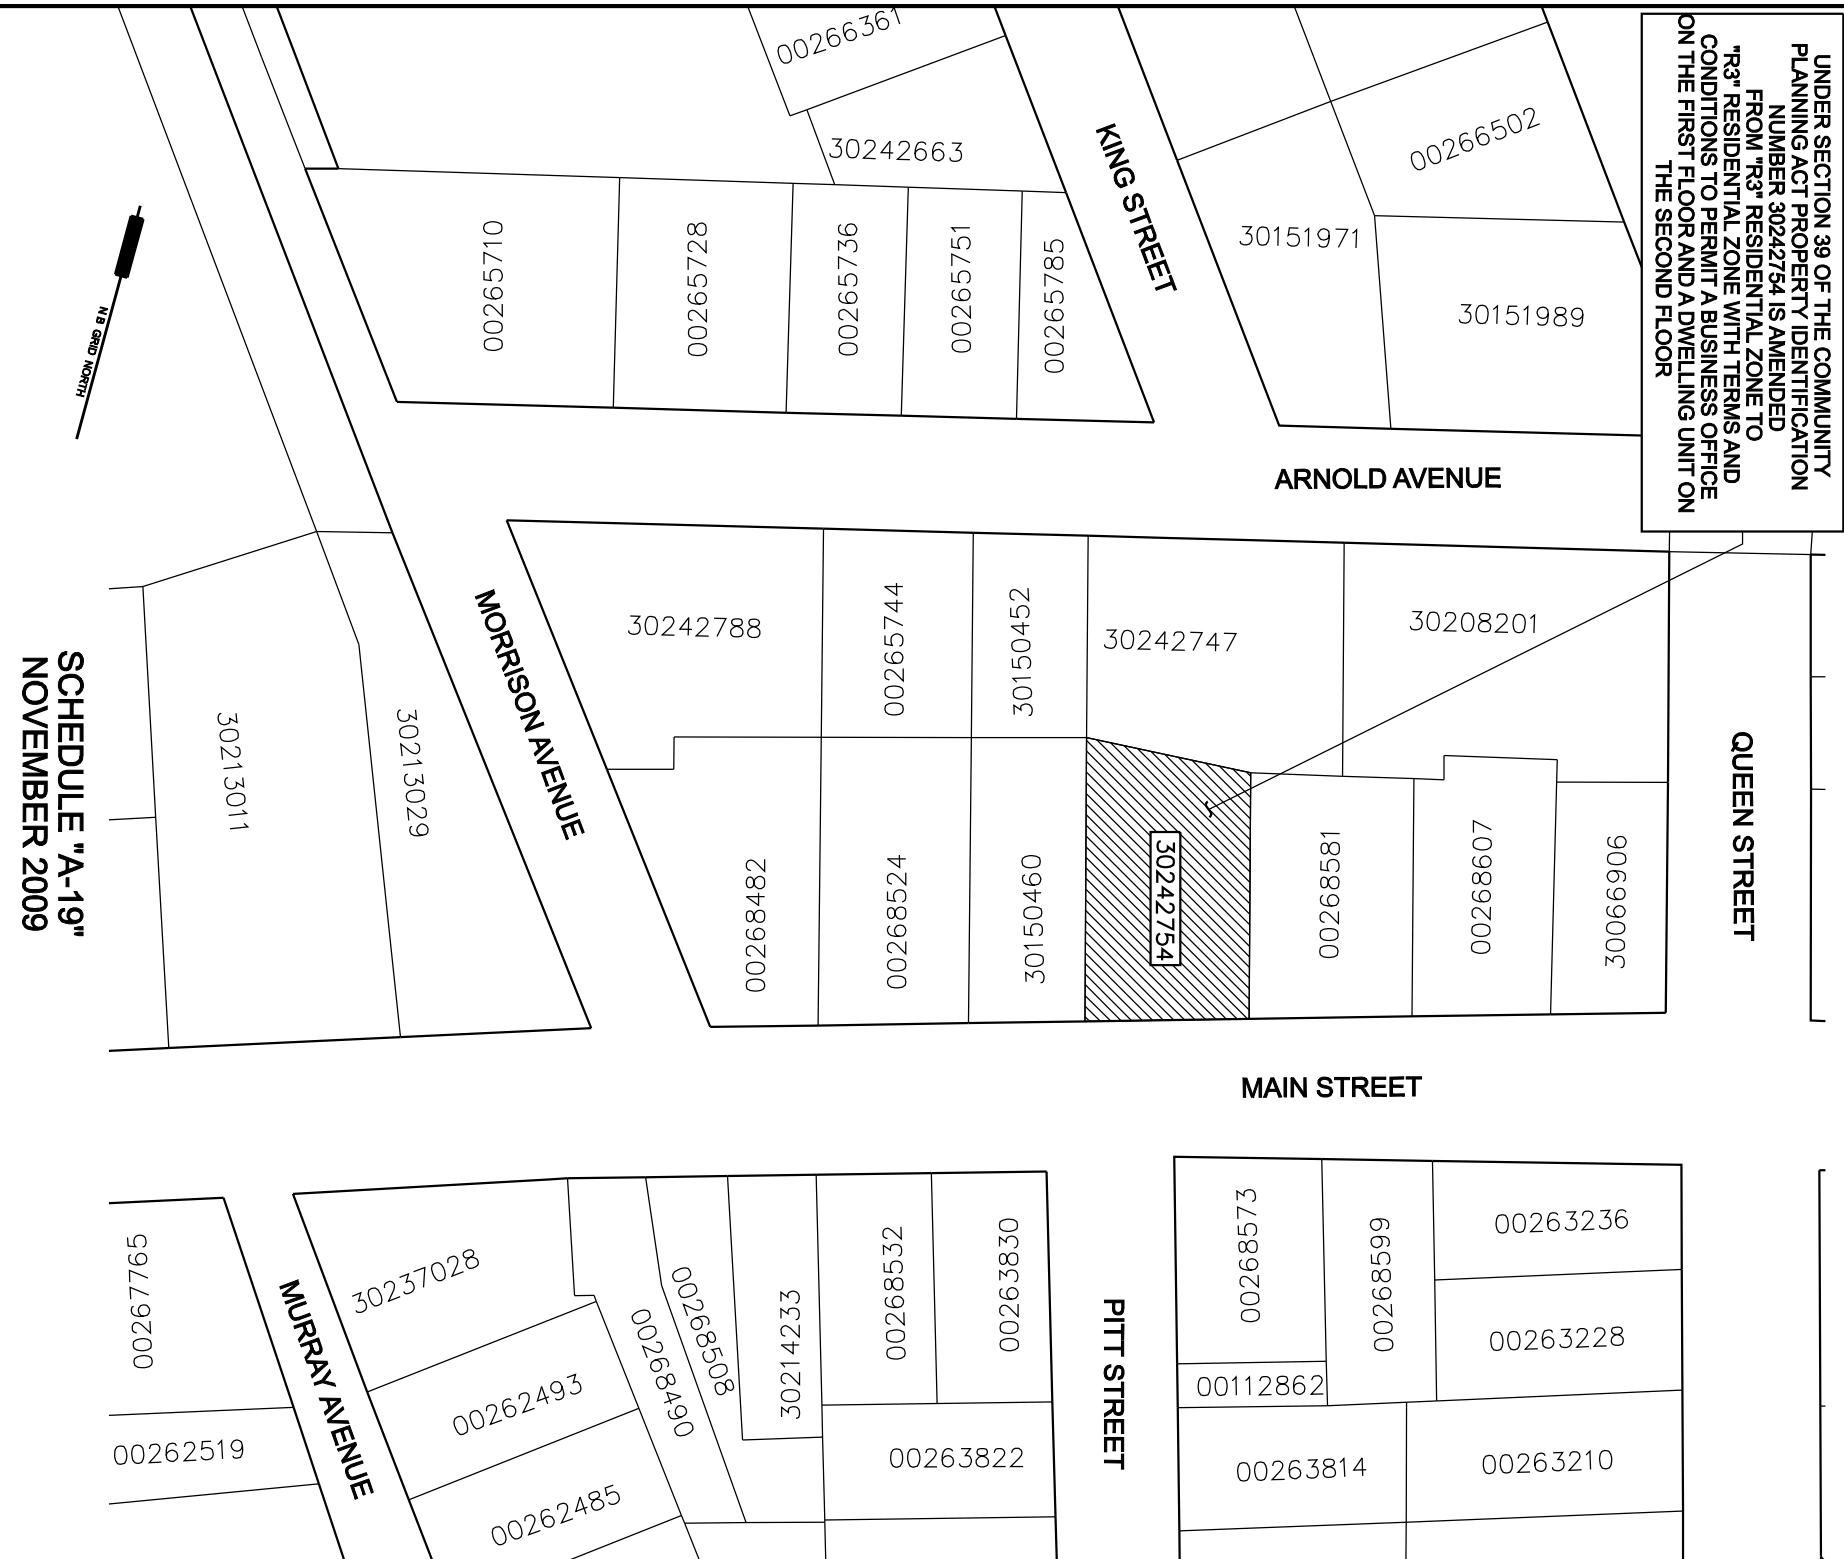 UNDER SECTION 39 OF THE COMMUNITY
PLANNING ACT PROPERTY IDENTIFICATION
NUMBER 30242754 IS AMENDED
FROM "R3" RESIDENTIAL ZONE TO
"R3" RESIDENTIAL ZONE WITH TERMS AND
CONDITIONS TO PERMIT A BUSINESS OFFICE
ON THE FIRST FLOOR AND A DWELLING UNIT ON
THE SECOND FLOOR
00266361
30242663
KING STREET
00266502
30151971
30151989
00265710
00265728
00265736
00265751
00265785
N B GRID NORTH
ARNOLD AVENUE
30242788
00265744
30150452
30242747
30208201
MORRISON AVENUE
QUEEN STREET
30213011
30213029
00268482
00268524
30150460
30242754
00268581
00268607
30069906
SCHEDULE "A-19"
NOVEMBER 2009
MAIN STREET
00267765
MURRAY AVENUE
30237028
00268490
00268508
30214233
00268532
00263830
PITT STREET
00268573
00268599
00263236
00263228
00112862
00262493
00262519
00263822
00263814
00263210
00262485